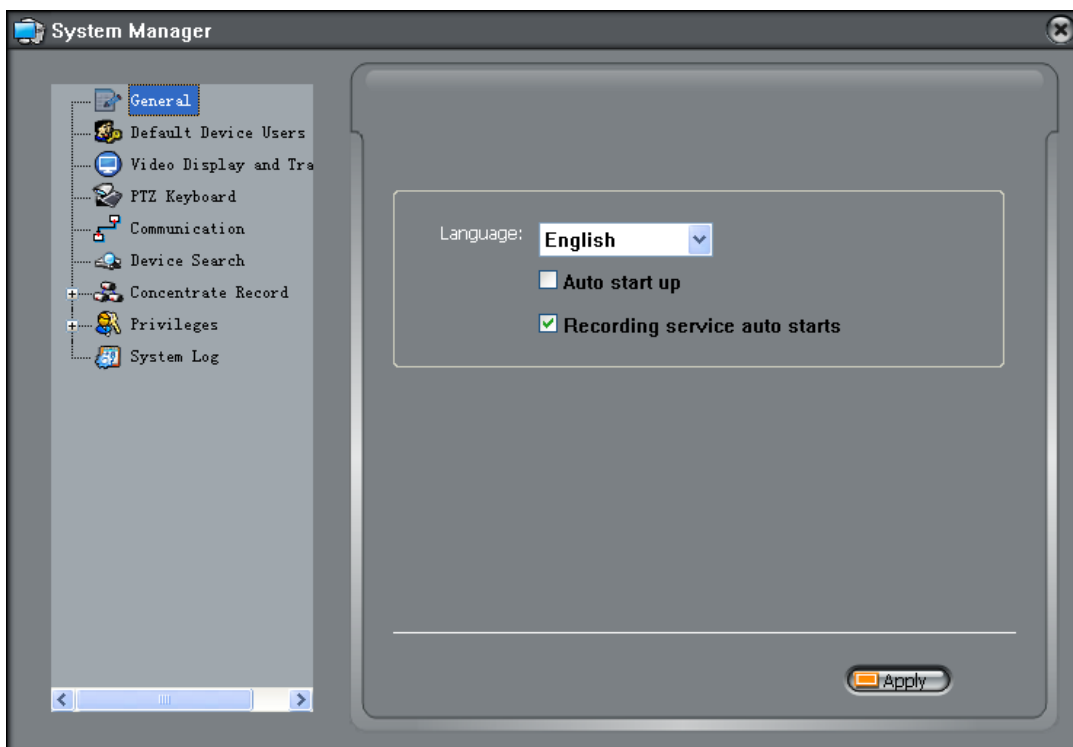 System Manager
General
Default Device Users
Video Display and Tra
PTZ Keyboard
Communication
Device Search
Concentrate Record
Privileges
System Log
Language:
English
Auto start up
Recording service auto starts
Apply